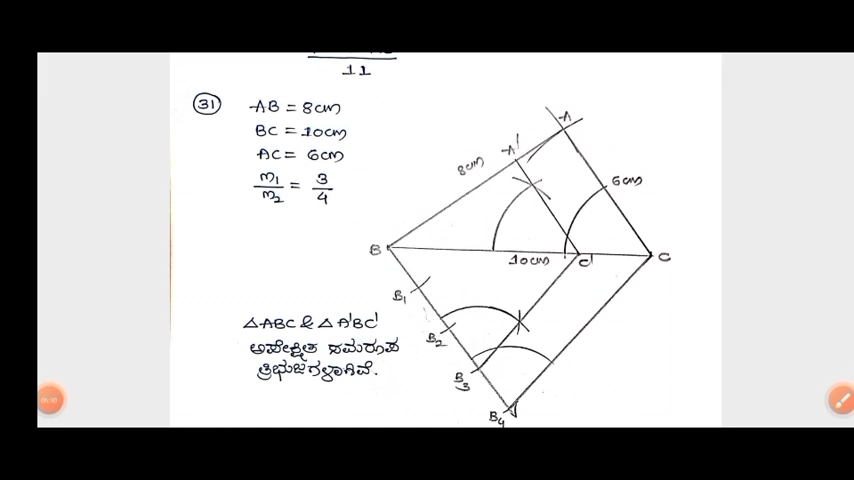 11
31
AB = 8cm
BC = 10cm
AC = 6cm
m1/m2 = 3/4
A
A'
8cm
6cm
B
10cm
C'
C
B1
B2
B3
B4
△ABC & △A'BC'
ಅಪೇಕ್ಷಿತ ಸಮರೂಪ
ತ್ರಿಭುಜಗಳಾಗಿವೆ.